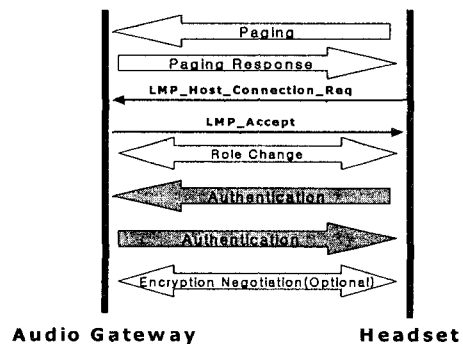 Paging
Paging Response
LMP_Host_Connection_Req
LMP_Accept
Role Change
Authentication
Authentication
Encryption Negotiation(Optional)
Audio Gateway Headset